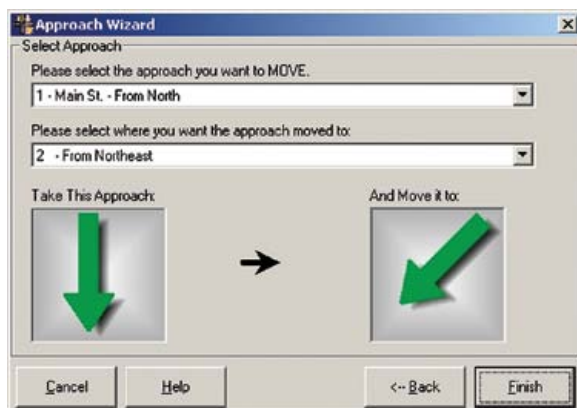 Approach Wizard
Select Approach
Please select the approach you want to MOVE.
1 - Main St. - From North
Please select where you want the approach moved to:
2 - From Northeast
Take This Approach:
And Move it to:
Cancel
Help
<-- Back
Finish